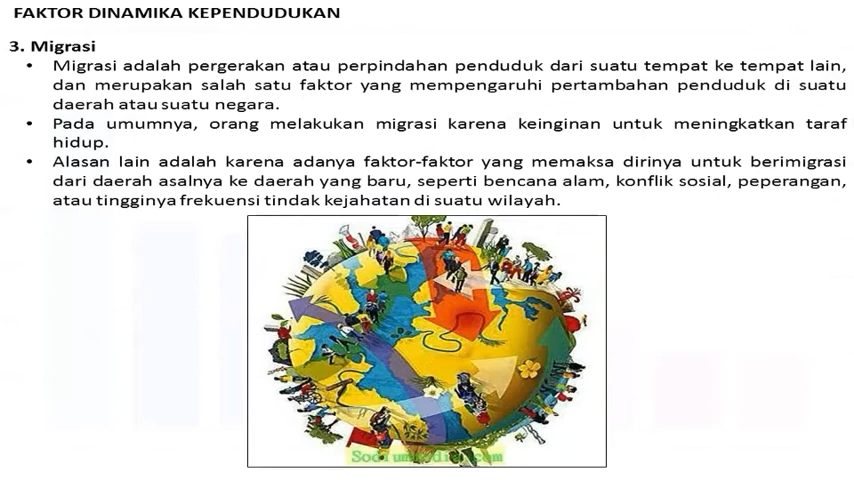 FAKTOR DINAMIKA KEPENDUDUKAN
3. Migrasi
• Migrasi adalah pergerakan atau perpindahan penduduk dari suatu tempat ke tempat lain,
dan merupakan salah satu faktor yang mempengaruhi pertambahan penduduk di suatu
daerah atau suatu negara.
• Pada umumnya, orang melakukan migrasi karena keinginan untuk meningkatkan taraf
hidup.
• Alasan lain adalah karena adanya faktor-faktor yang memaksa dirinya untuk berimigrasi
dari daerah asalnya ke daerah yang baru, seperti bencana alam, konflik sosial, peperangan,
atau tingginya frekuensi tindak kejahatan di suatu wilayah.